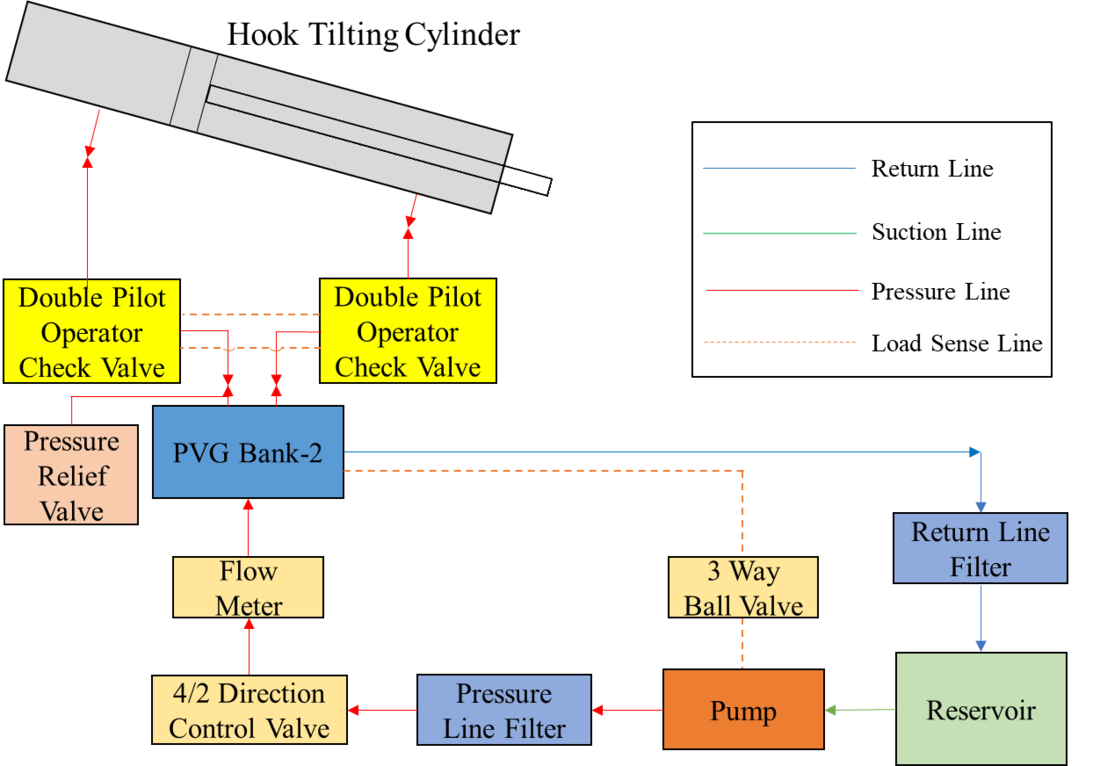 Hook Tilting Cylinder
Return Line
Suction Line
Pressure Line
Load Sense Line
Double Pilot
Operator
Check Valve
Double Pilot
Operator
Check Valve
Pressure
Relief
Valve
PVG Bank-2
Flow
Meter
3 Way
Ball Valve
Return Line
Filter
4/2 Direction
Control Valve
Pressure
Line Filter
Pump
Reservoir